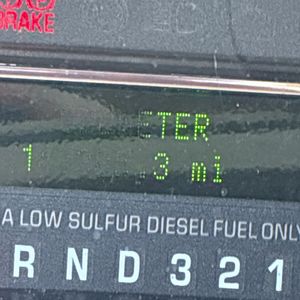 BRAKE
ETER
1 .3 mi
A LOW SULFUR DIESEL FUEL ONLY
R N D 3 2 1